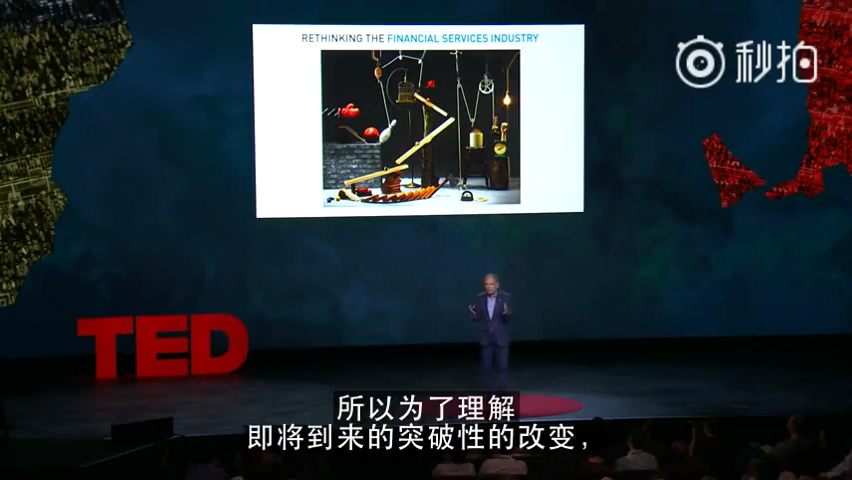 RETHINKING THE FINANCIAL SERVICES INDUSTRY
秒拍
TED
所以为了理解
即将到来的突破性的改变,